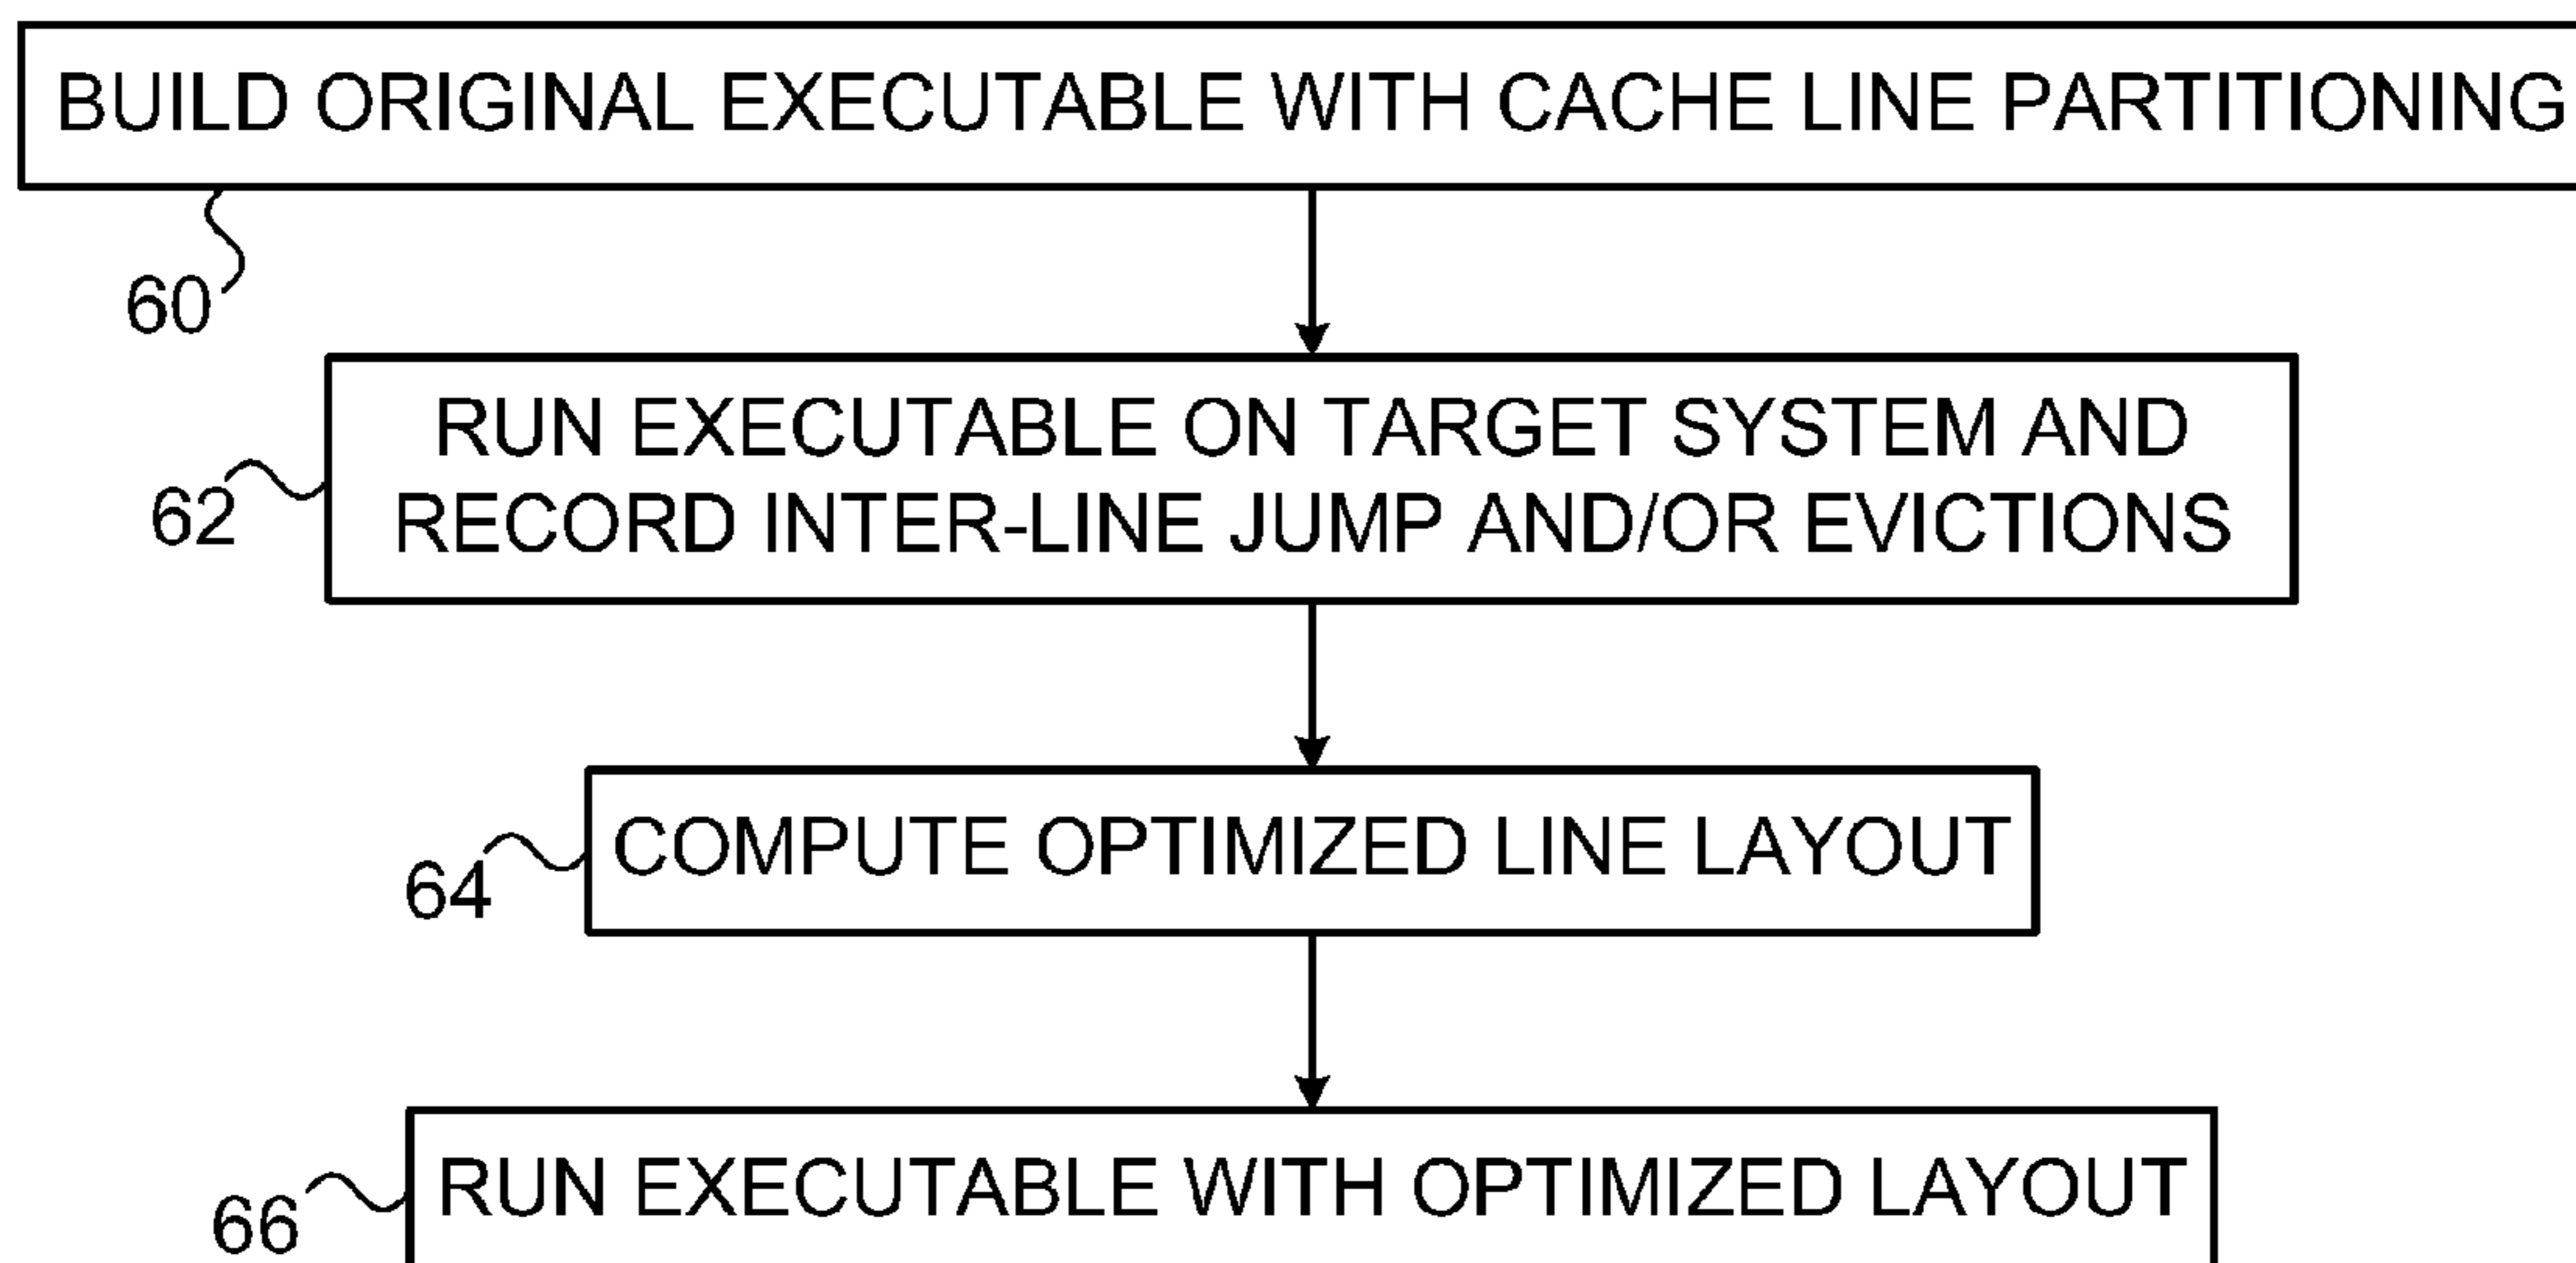 BUILD ORIGINAL EXECUTABLE WITH CACHE LINE PARTITIONING
60
RUN EXECUTABLE ON TARGET SYSTEM AND
RECORD INTER-LINE JUMP AND/OR EVICTIONS
62
COMPUTE OPTIMIZED LINE LAYOUT
64
RUN EXECUTABLE WITH OPTIMIZED LAYOUT
66